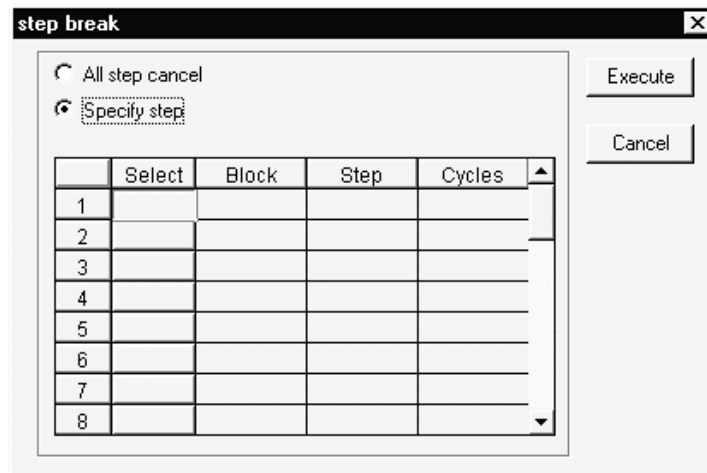 step break
All step cancel
Specify step
Execute
Cancel
Select Block Step Cycles
1
2
3
4
5
6
7
8